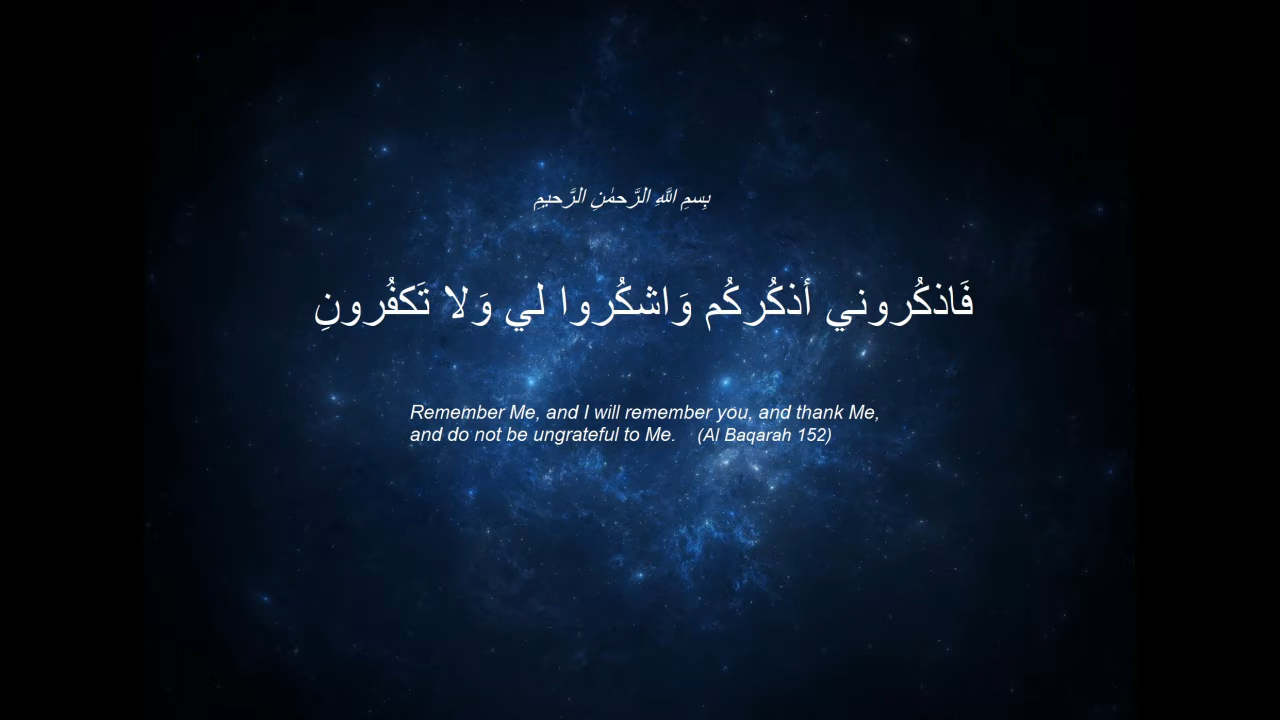 بِسمِ اللَّهِ الرَّحمٰنِ الرَّحيمِ
فَاذكُروني أَذكُركُم وَاشكُروا لي وَلا تَكفُرونِ
Remember Me, and I will remember you, and thank Me,
and do not be ungrateful to Me. (Al Baqarah 152)